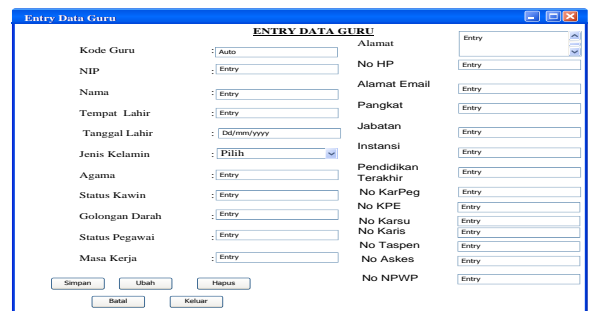 Entry Data Guru
ENTRY DATA GURU
Kode Guru : Auto
NIP : Entry
Nama : Entry
Tempat Lahir : Entry
Tanggal Lahir : Dd/mm/yyyy
Jenis Kelamin : Pilih
Agama : Entry
Status Kawin : Entry
Golongan Darah : Entry
Status Pegawai : Entry
Masa Kerja : Entry
Simpan Ubah Hapus
Batal Keluar
Alamat Entry
No HP Entry
Alamat Email Entry
Pangkat Entry
Jabatan Entry
Instansi Entry
Pendidikan
Terakhir Entry
No KarPeg Entry
No KPE Entry
No Karsu Entry
No Karis Entry
No Taspen Entry
No Askes Entry
No NPWP Entry